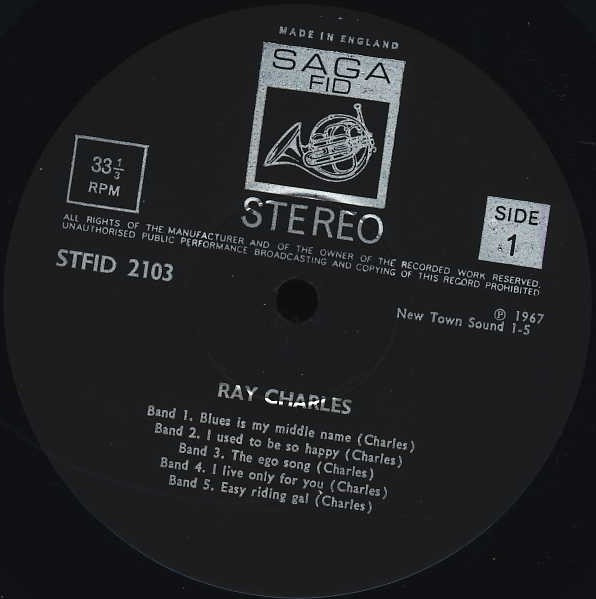 MADE IN ENGLAND
SAGA
FID
33⅓
RPM
STEREO
SIDE
1
ALL RIGHTS OF THE MANUFACTURER AND OF THE OWNER OF THE RECORDED WORK RESERVED.
UNAUTHORISED PUBLIC PERFORMANCE BROADCASTING AND COPYING OF THIS RECORD PROHIBITED
STFID 2103
℗ 1967
New Town Sound 1-5
RAY CHARLES
Band 1. Blues is my middle name (Charles)
Band 2. I used to be so happy (Charles)
Band 3. The ego song (Charles)
Band 4. I live only for you (Charles)
Band 5. Easy riding gal (Charles)